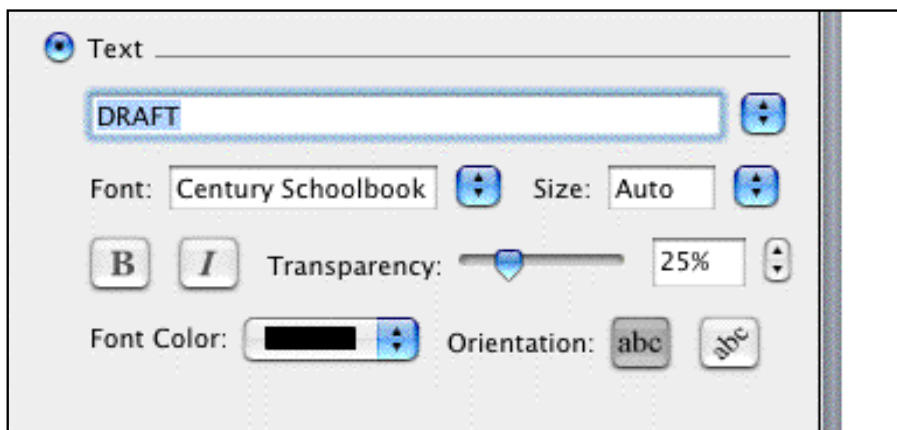 Text
DRAFT
Font: Century Schoolbook Size: Auto
B I Transparency: 25%
Font Color: Orientation: abc abc